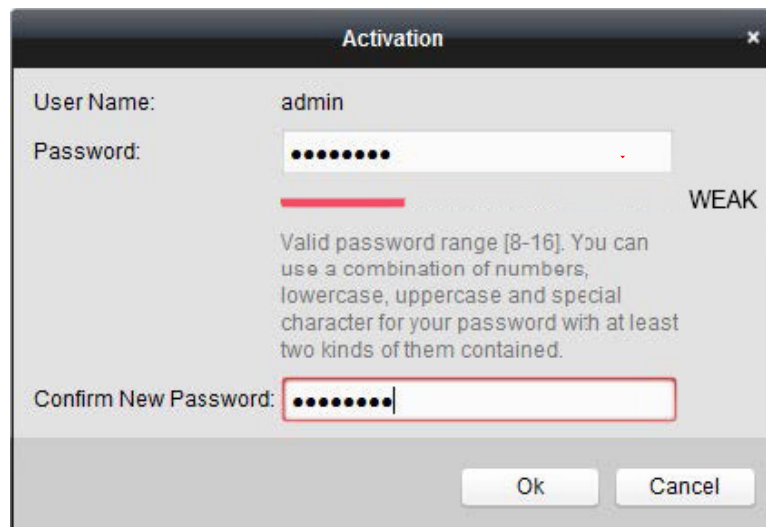 Activation ×
User Name: admin
Password: ••••••••
WEAK
Valid password range [8-16]. You can
use a combination of numbers,
lowercase, uppercase and special
character for your password with at least
two kinds of them contained.
Confirm New Password: ••••••••
Ok Cancel